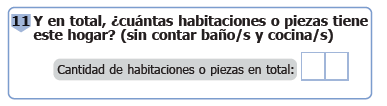 11 Y en total, ¿cuántas habitaciones o piezas tiene
este hogar? (sin contar baño/s y cocina/s)
Cantidad de habitaciones o piezas en total: